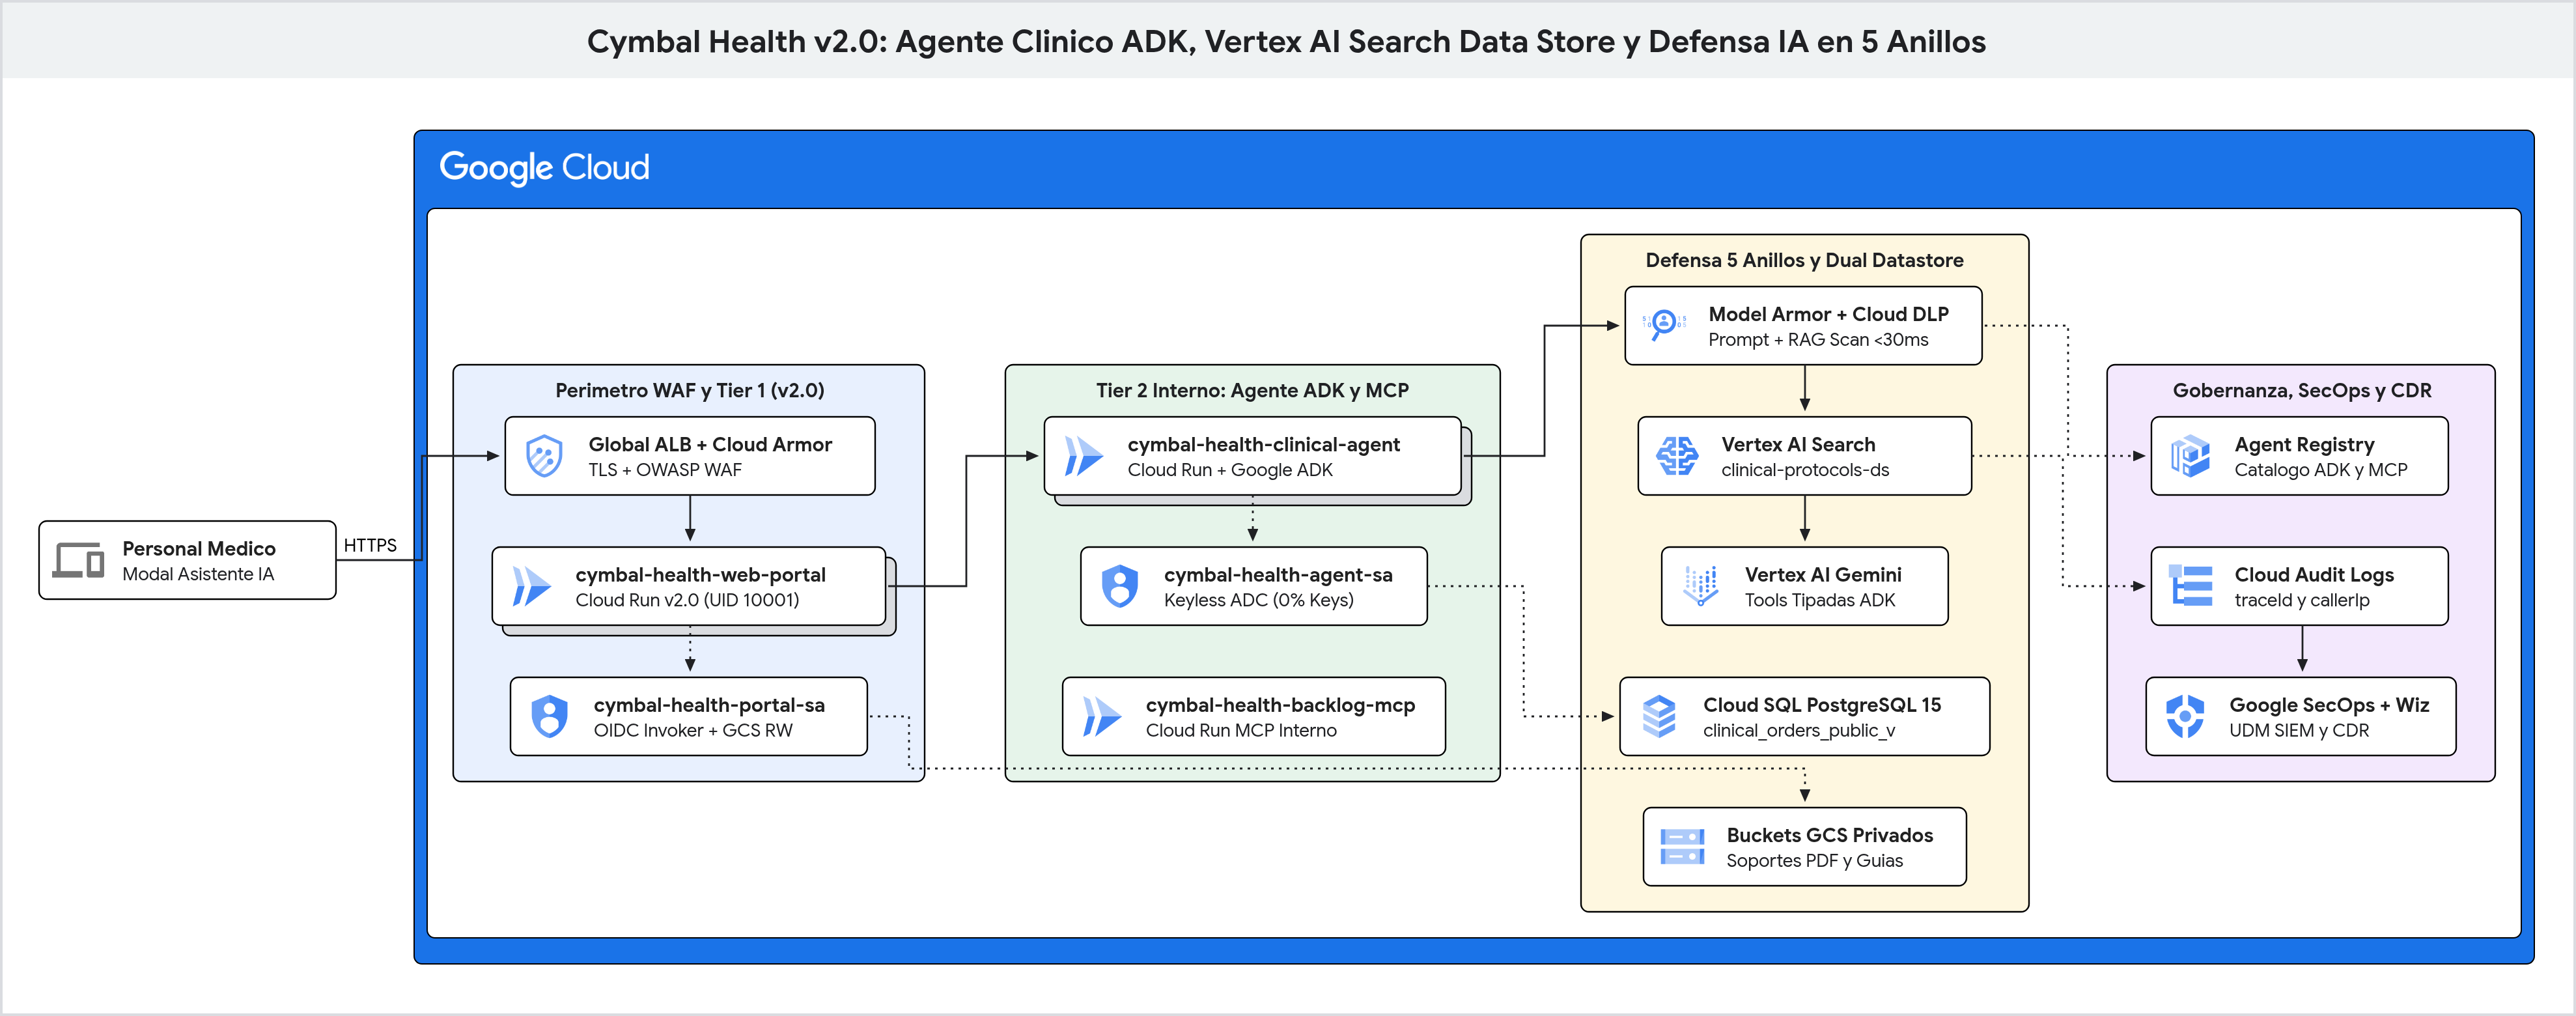 Cymbal Health v2.0: Agente Clinico ADK, Vertex AI Search Data Store y Defensa IA en 5 Anillos
Google Cloud
Personal Medico
Modal Asistente IA
HTTPS
Perimetro WAF y Tier 1 (v2.0)
Global ALB + Cloud Armor
TLS + OWASP WAF
cymbal-health-web-portal
Cloud Run v2.0 (UID 10001)
cymbal-health-portal-sa
OIDC Invoker + GCS RW
Tier 2 Interno: Agente ADK y MCP
cymbal-health-clinical-agent
Cloud Run + Google ADK
cymbal-health-agent-sa
Keyless ADC (0% Keys)
cymbal-health-backlog-mcp
Cloud Run MCP Interno
Defensa 5 Anillos y Dual Datastore
Model Armor + Cloud DLP
Prompt + RAG Scan <30ms
Vertex AI Search
clinical-protocols-ds
Vertex AI Gemini
Tools Tipadas ADK
Cloud SQL PostgreSQL 15
clinical_orders_public_v
Buckets GCS Privados
Soportes PDF y Guias
Gobernanza, SecOps y CDR
Agent Registry
Catalogo ADK y MCP
Cloud Audit Logs
traceId y callerIp
Google SecOps + Wiz
UDM SIEM y CDR